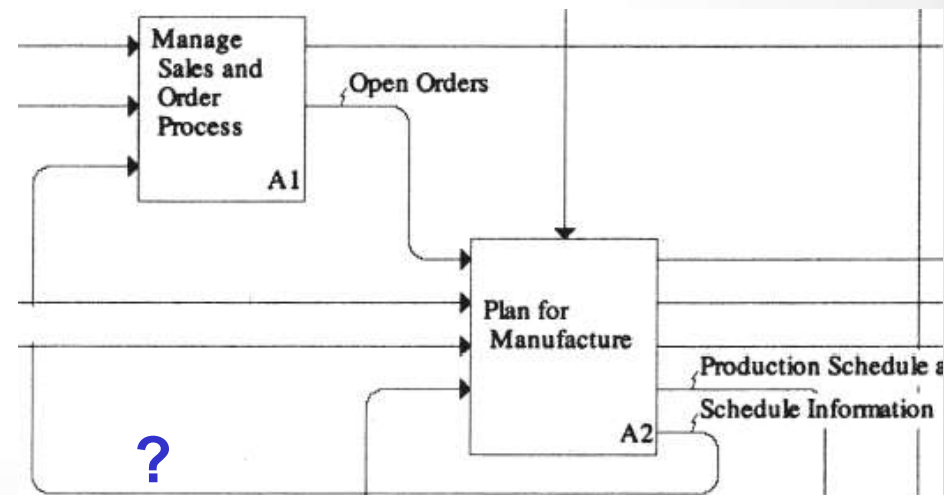 Manage
Sales and
Order
Process
A1
Open Orders
Plan for
Manufacture
A2
Production Schedule a
Schedule Information
?